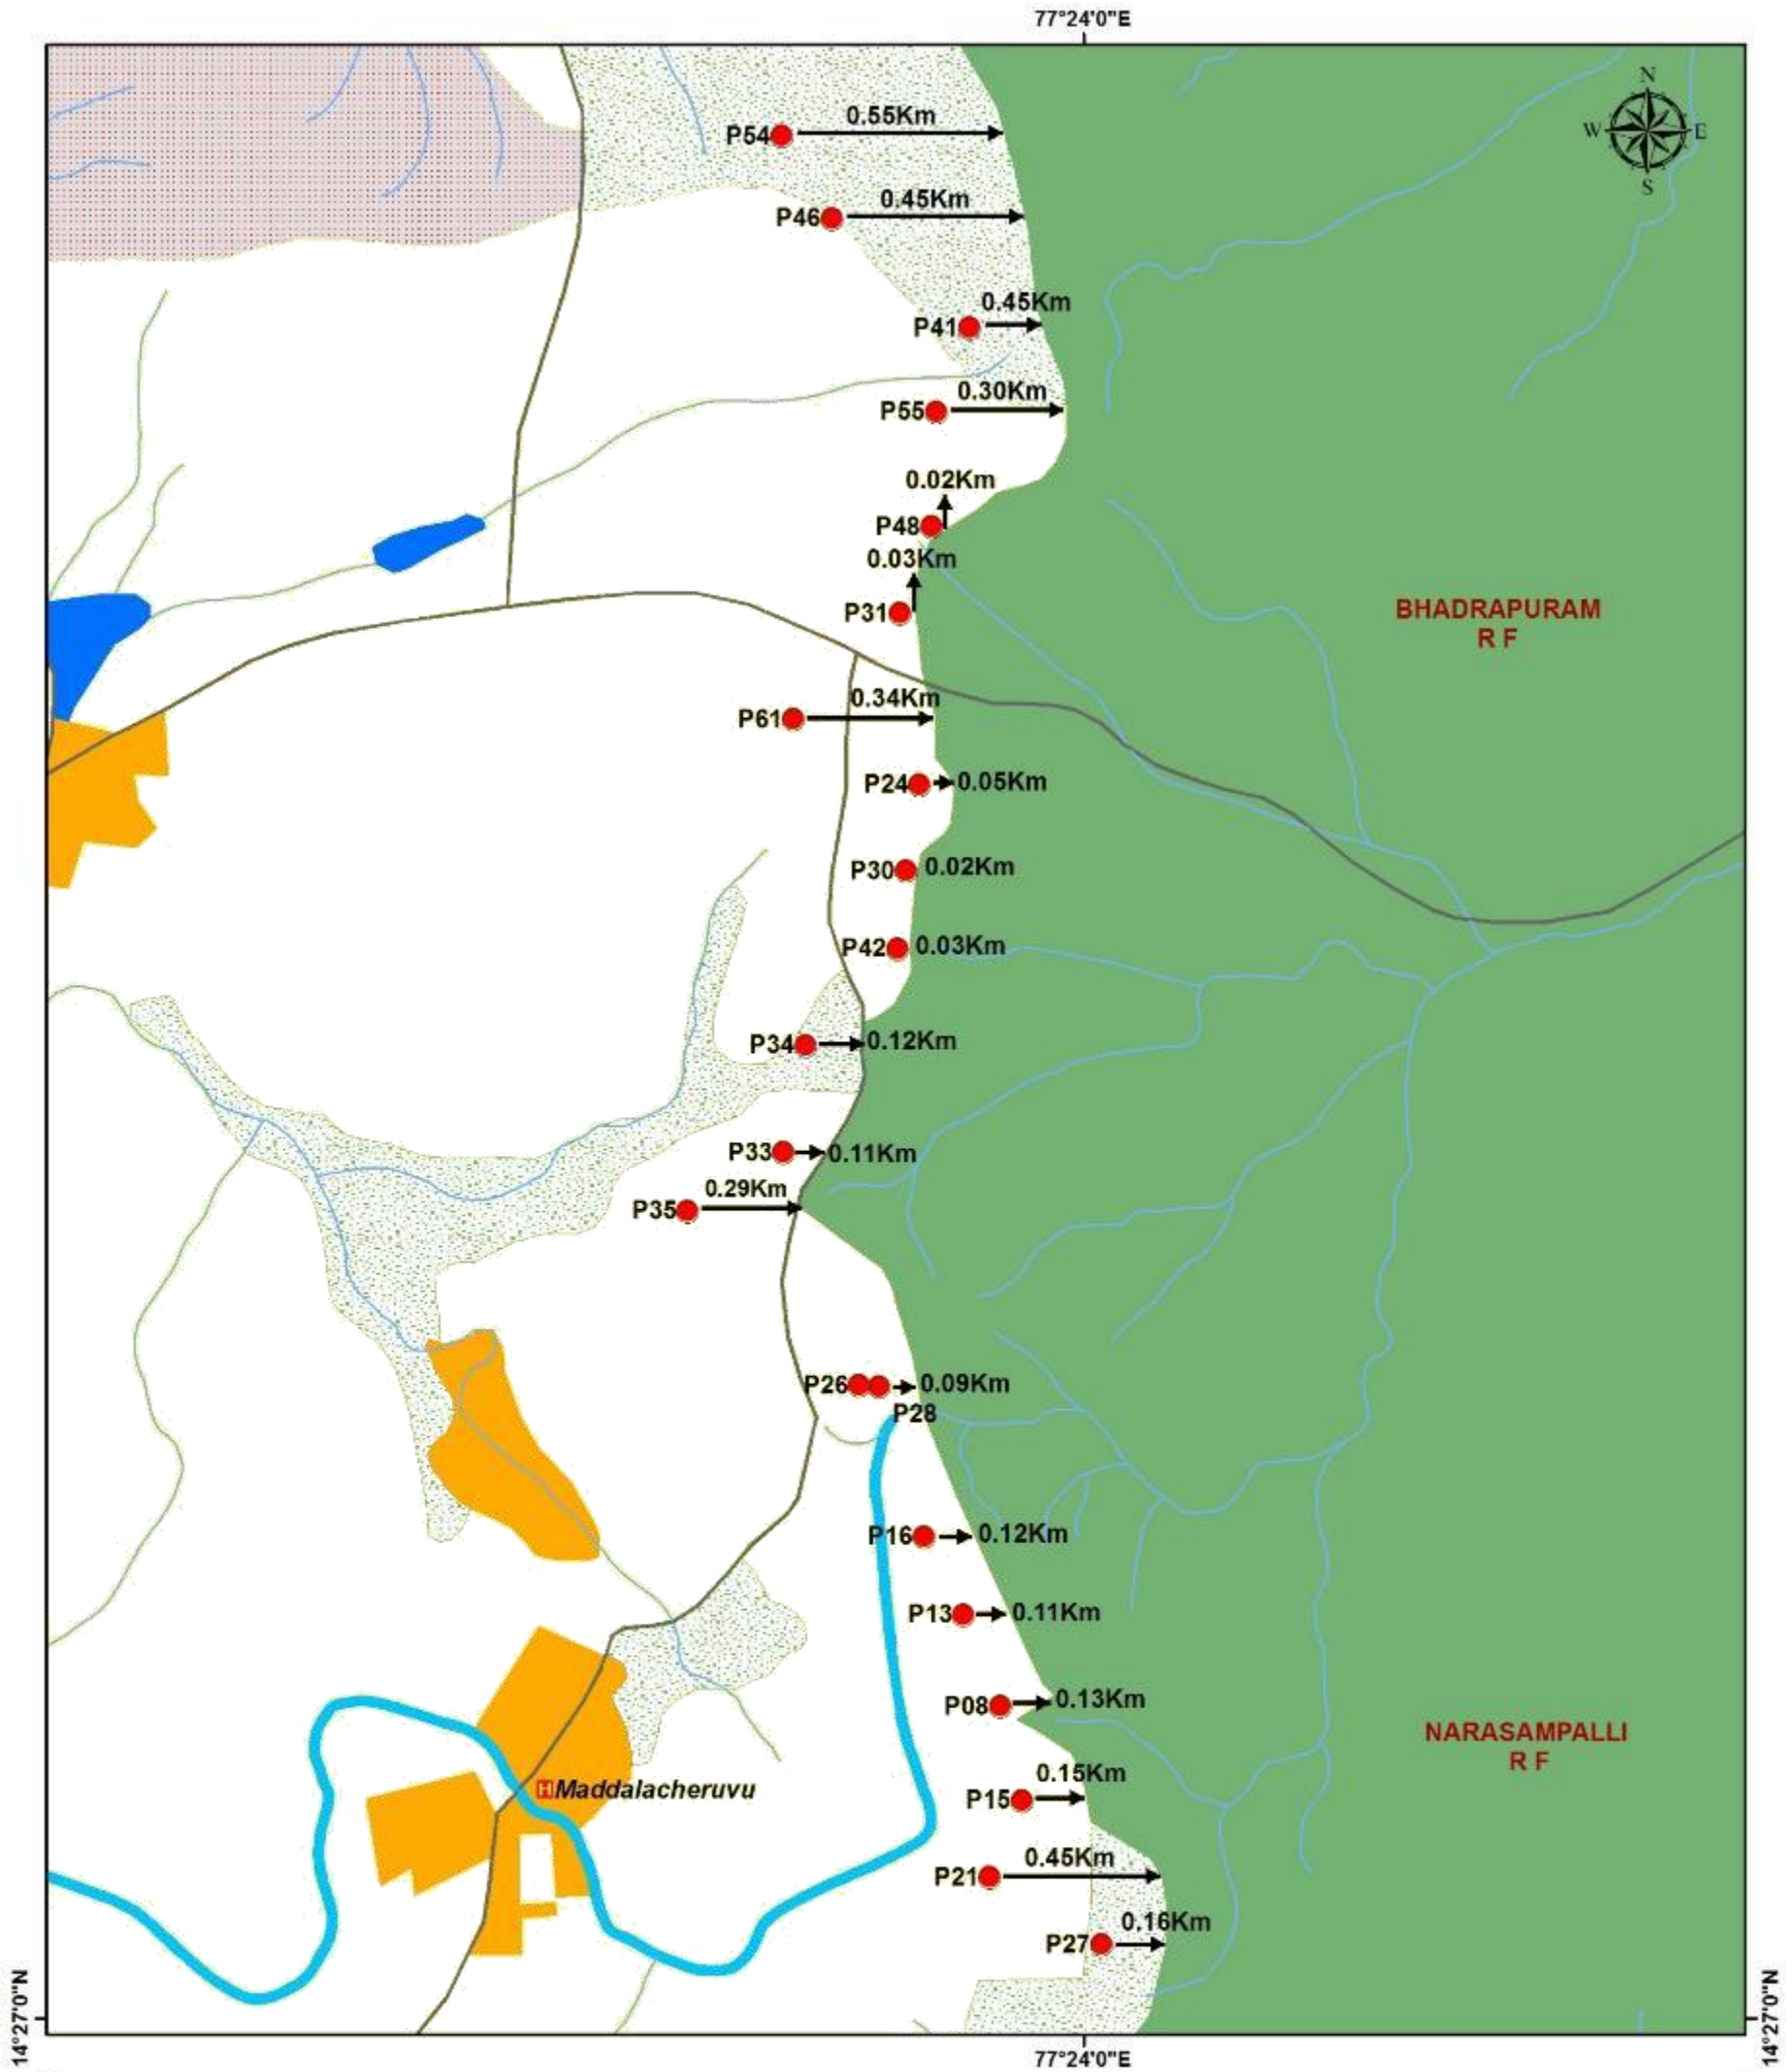 77°24'0"E
N
W E
S
0.55Km
P54
0.45Km
P46
0.45Km
P41
0.30Km
P55
0.02Km
P48
0.03Km
P31
BHADRAPURAM
R F
0.34Km
P61
P24 0.05Km
P30 0.02Km
P42 0.03Km
P34 0.12Km
P33 0.11Km
0.29Km
P35
P26 0.09Km
P28
P16 0.12Km
P13 0.11Km
P08 0.13Km
NARASAMPALLI
R F
0.15Km
H Maddalacheruvu
P15
0.45Km
P21
0.16Km
P27
14°27'0"N
14°27'0"N
77°24'0"E